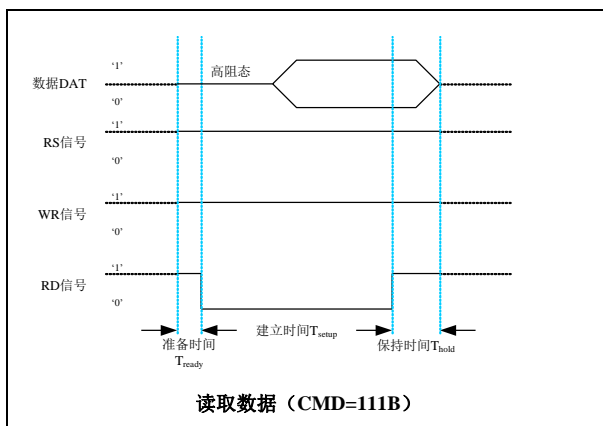 ‘1’
高阻态
数据DAT
‘0’
‘1’
RS信号
‘0’
‘1’
WR信号
‘0’
‘1’
RD信号
‘0’
准备时间
Tready
建立时间Tsetup
保持时间Thold
读取数据（CMD=111B）